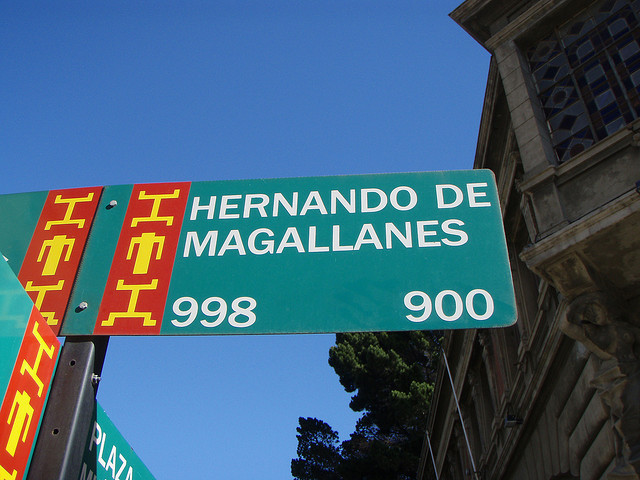 HERNANDO DE
MAGALLANES
998 900
PLAZA